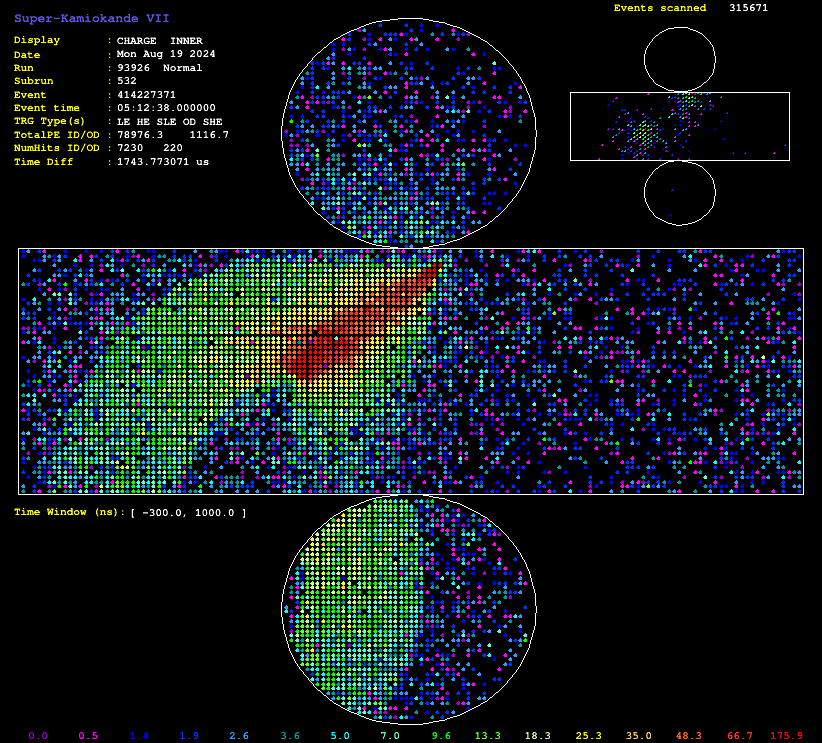 Super-Kamiokande VII
Events scanned 315671
Display : CHARGE INNER
Date : Mon Aug 19 2024
Run : 93926 Normal
Subrun : 532
Event : 414227371
Event time : 05:12:38.000000
TRG Type(s) : LE HE SLE OD SHE
TotalPE ID/OD : 78976.3 1116.7
NumHits ID/OD : 7230 220
Time Diff : 1743.773071 us
Time Window (ns): [ -300.0, 1000.0 ]
0.0 0.5 1.4 1.9 2.6 3.6 5.0 7.0 9.6 13.3 18.3 25.3 35.0 48.3 66.7 175.9